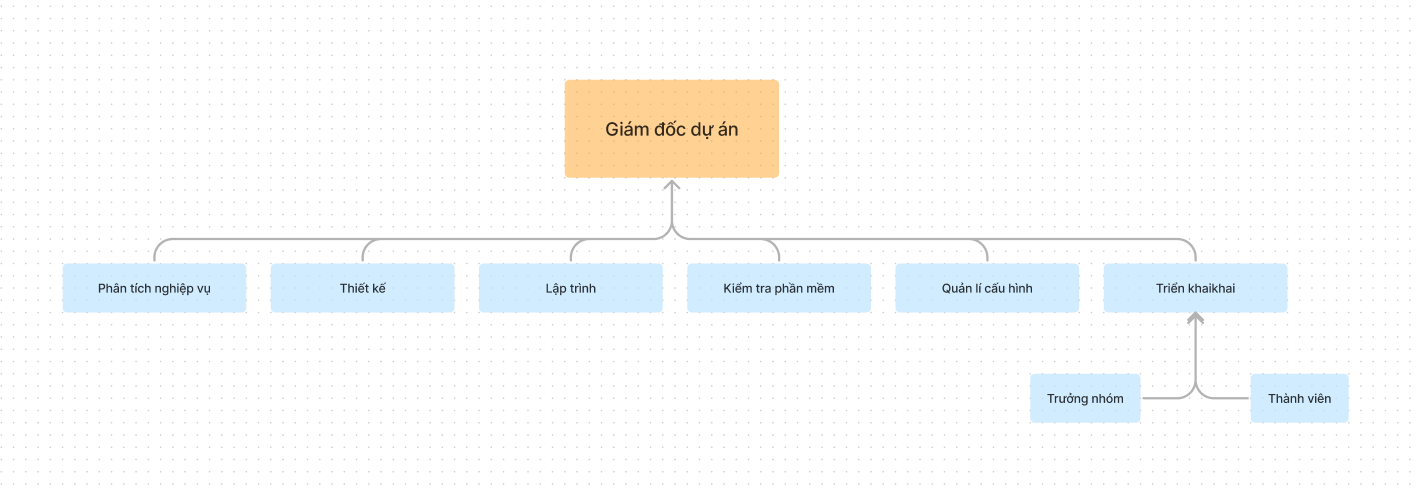 Giám đốc dự án
Phân tích nghiệp vụ
Thiết kế
Lập trình
Kiểm tra phần mềm
Quản lí cấu hình
Triển khaikhai
Trưởng nhóm
Thành viên